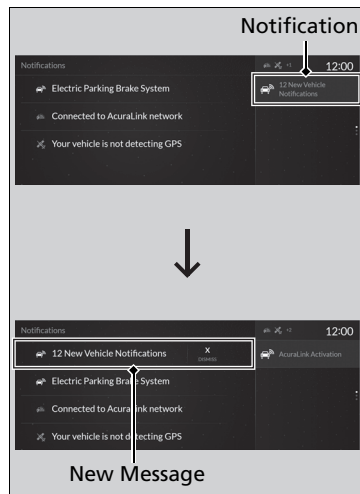 Notification
Notifications
+1 12:00
Electric Parking Brake System
12 New Vehicle
Notifications
Connected to AcuraLink network
Your vehicle is not detecting GPS
Notifications
+2 12:00
12 New Vehicle Notifications
X
DISMISS
AcuraLink Activation
Electric Parking Brake System
Connected to AcuraLink network
Your vehicle is not detecting GPS
New Message